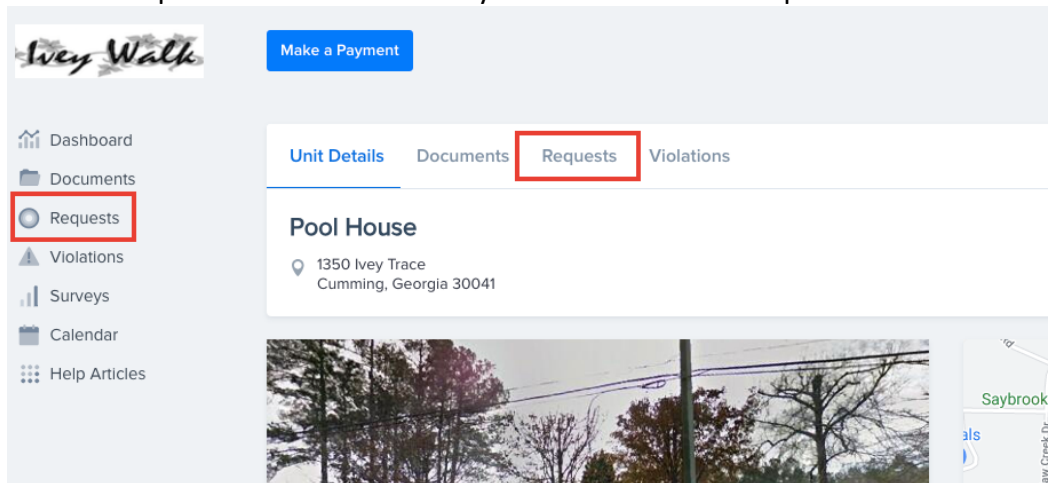 Ivey Walk
Make a Payment
Dashboard
Documents
Requests
Violations
Surveys
Calendar
Help Articles
Unit Details Documents Requests Violations
Pool House
1350 Ivey Trace
Cumming, Georgia 30041
Saybrook
als